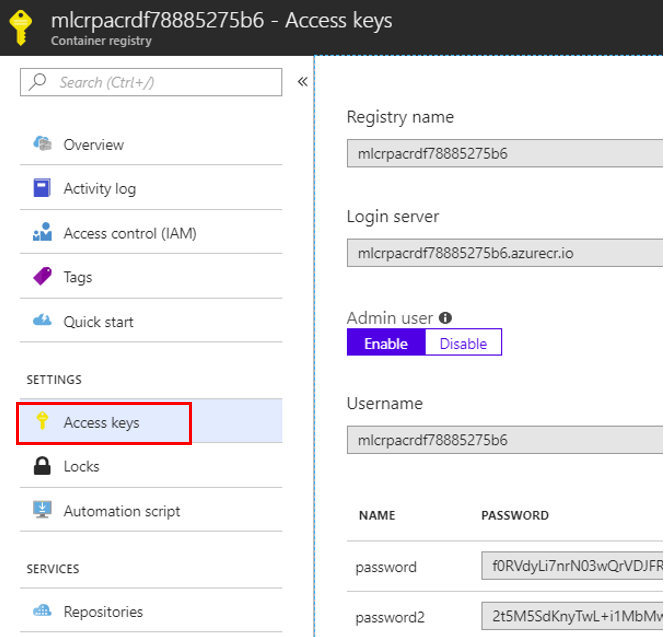 mlcrpacrdf78885275b6 - Access keys
Container registry
Search (Ctrl+/)
«
Overview
Activity log
Access control (IAM)
Tags
Quick start
SETTINGS
Access keys
Locks
Automation script
SERVICES
Repositories
Registry name
mlcrpacrdf78885275b6
Login server
mlcrpacrdf78885275b6.azurecr.io
Admin user
Enable Disable
Username
mlcrpacrdf78885275b6
NAME PASSWORD
password f0RVdyLi7nrN03wQrVDJFR
password2 2t5M5SdKnyTwL+i1MbMw